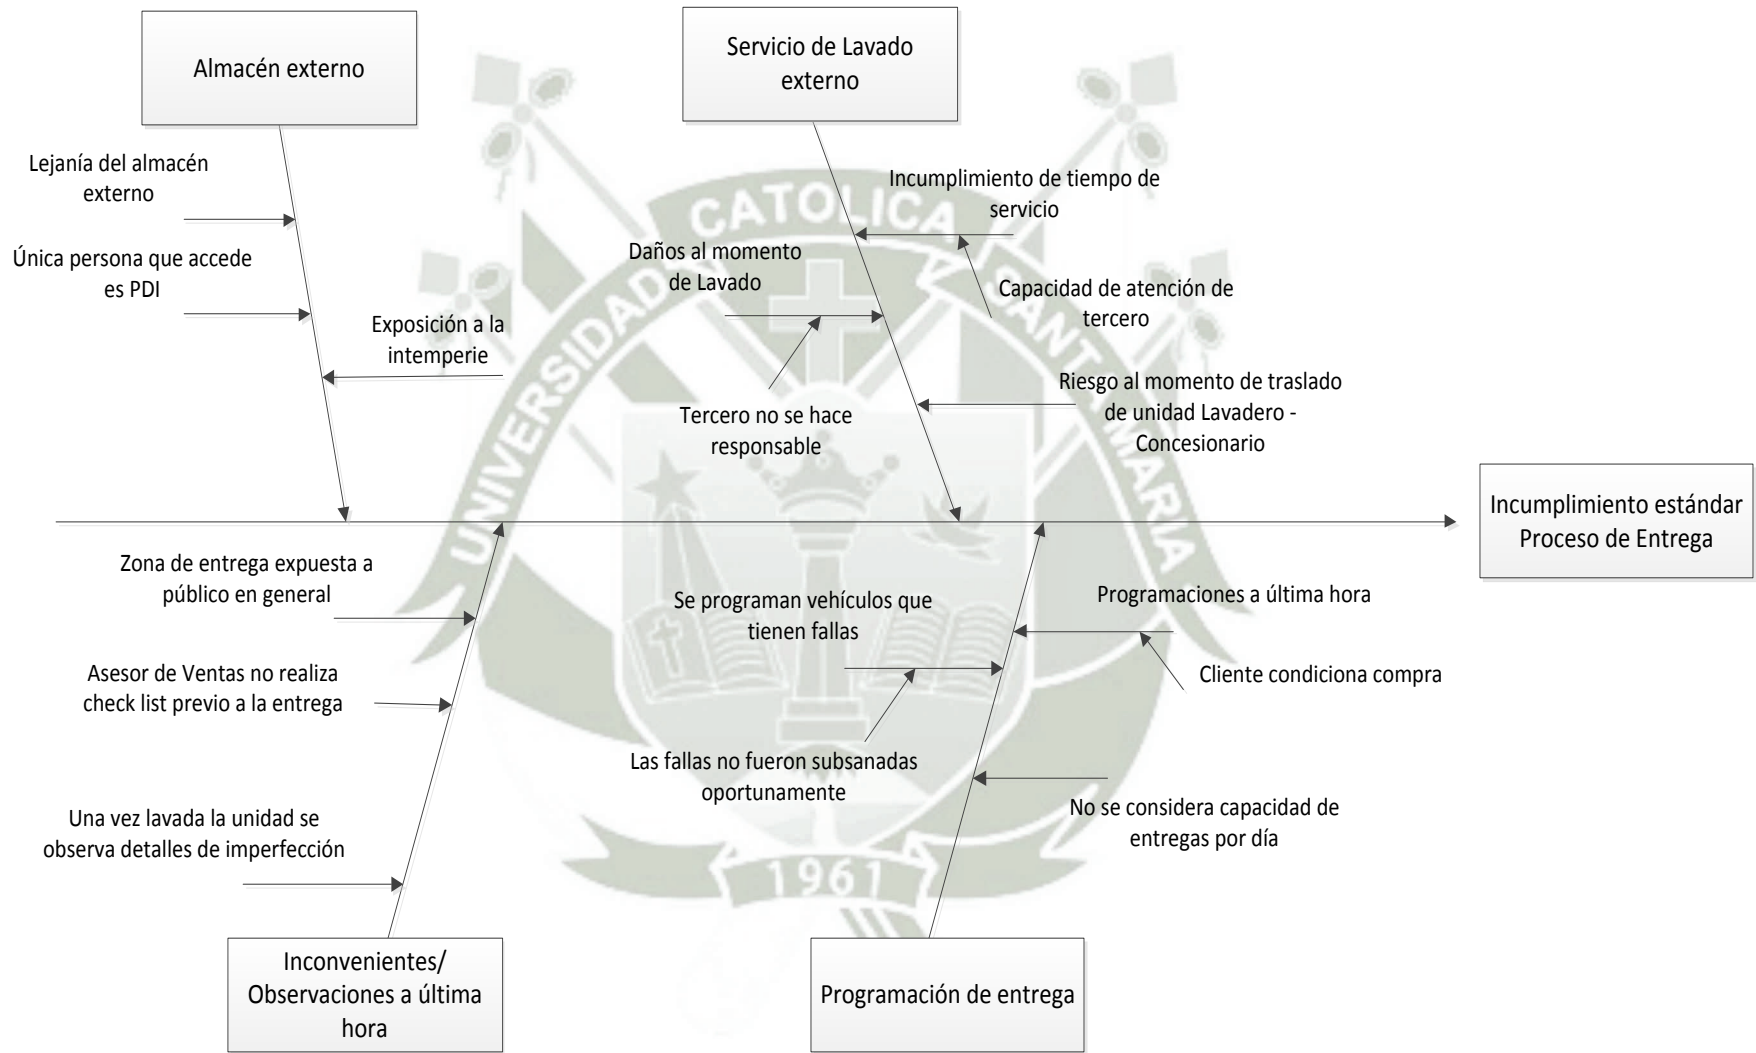 Almacén externo
Servicio de Lavado
externo
Lejanía del almacén
externo
Única persona que accede
es PDI
Exposición a la
intemperie
Incumplimiento de tiempo de
servicio
Daños al momento
de Lavado
Capacidad de atención de
tercero
Tercero no se hace
responsable
Riesgo al momento de traslado
de unidad Lavadero -
Concesionario
Incumplimiento estándar
Proceso de Entrega
Zona de entrega expuesta a
público en general
Asesor de Ventas no realiza
check list previo a la entrega
Una vez lavada la unidad se
observa detalles de imperfección
Se programan vehículos que
tienen fallas
Las fallas no fueron subsanadas
oportunamente
Programaciones a última hora
Cliente condiciona compra
No se considera capacidad de
entregas por día
Inconvenientes/
Observaciones a última
hora
Programación de entrega
UNIVERSIDAD CATOLICA SANTA MARIA
1961